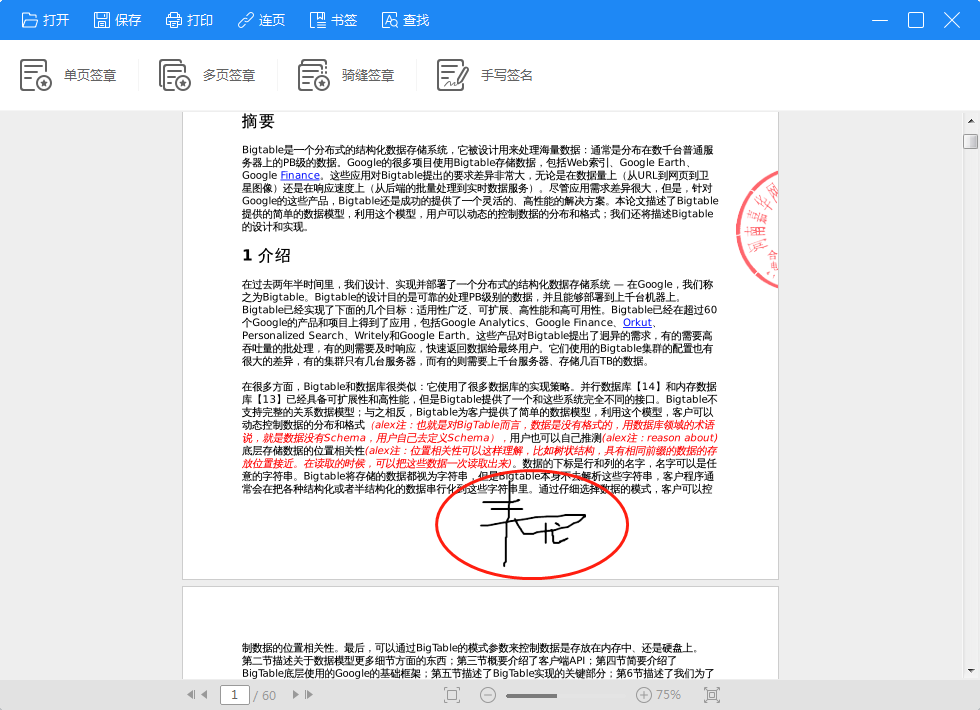 打开 保存 打印 连页 书签 查找
单页签章 多页签章 骑缝签章 手写签名
摘要
Bigtable是一个分布式的结构化数据存储系统，它被设计用来处理海量数据：通常是分布在数千台普通服
务器上的PB级的数据。Google的很多项目使用Bigtable存储数据，包括Web索引、Google Earth、
Google Finance。这些应用对Bigtable提出的要求差异非常大，无论是在数据量上（从URL到网页到卫
星图像）还是在响应速度上（从后端的批量处理到实时数据服务）。尽管应用需求差异很大，但是，针对
Google的这些产品，Bigtable还是成功的提供了一个灵活的、高性能的解决方案。本论文描述了Bigtable
提供的简单的数据模型，利用这个模型，用户可以动态的控制数据的分布和格式；我们还将描述Bigtable
的设计和实现。
1 介绍
在过去两年半时间里，我们设计、实现并部署了一个分布式的结构化数据存储系统 — 在Google，我们称
之为Bigtable。Bigtable的设计目的是可靠的处理PB级别的数据，并且能够部署到上千台机器上。
Bigtable已经实现了下面的几个目标：适用性广泛、可扩展、高性能和高可用性。Bigtable已经在超过60
个Google的产品和项目上得到了应用，包括Google Analytics、Google Finance、Orkut、
Personalized Search、Writely和Google Earth。这些产品对Bigtable提出了迥异的需求，有的需要高
吞吐量的批处理，有的则需要及时响应，快速返回数据给最终用户。它们使用的Bigtable集群的配置也有
很大的差异，有的集群只有几台服务器，而有的则需要上千台服务器、存储几百TB的数据。
在很多方面，Bigtable和数据库很类似：它使用了很多数据库的实现策略。并行数据库【14】和内存数据
库【13】已经具备可扩展性和高性能，但是Bigtable提供了一个和这些系统完全不同的接口。Bigtable不
支持完整的关系数据模型；与之相反，Bigtable为客户提供了简单的数据模型，利用这个模型，客户可以
动态控制数据的分布和格式（alex注：也就是对BigTable而言，数据是没有格式的，用数据库领域的术语
说，就是数据没有Schema，用户自己去定义Schema），用户也可以自己推测(alex注：reason about)
底层存储数据的位置相关性(alex注：位置相关性可以这样理解，比如树状结构，具有相同前缀的数据的存
放位置接近。在读取的时候，可以把这些数据一次读取出来)。数据的下标是行和列的名字，名字可以是任
意的字符串。Bigtable将存储的数据都视为字符串，但是Bigtable本身不去解析这些字符串，客户程序通
常会在把各种结构化或者半结构化的数据串行化到这些字符串里。通过仔细选择数据的模式，客户可以控
制数据的位置相关性。最后，可以通过BigTable的模式参数来控制数据是存放在内存中、还是硬盘上。
第二节描述关于数据模型更多细节方面的东西；第三节概要介绍了客户端API；第四节简要介绍了
BigTable底层使用的Google的基础框架；第五节描述了BigTable实现的关键部分；第6节描述了我们为了
1 / 60 75%